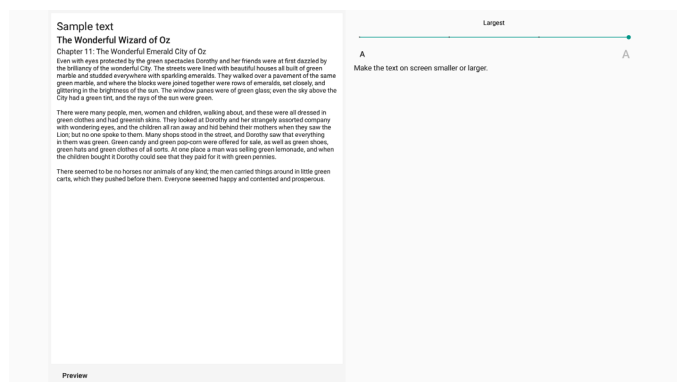 Sample text
The Wonderful Wizard of Oz
Chapter 11: The Wonderful Emerald City of Oz
Even with eyes protected by the green spectacles Dorothy and her friends were at first dazzled by
the brilliancy of the wonderful City. The streets were lined with beautiful houses all built of green
marble and studded everywhere with sparkling emeralds. They walked over a pavement of the same
green marble, and where the blocks were joined together were rows of emeralds, set closely, and
glittering in the brightness of the sun. The window panes were of green glass; even the sky above the
City had a green tint, and the rays of the sun were green.
There were many people, men, women and children, walking about, and these were all dressed in
green clothes and had greenish skins. They looked at Dorothy and her strangely assorted company
with wondering eyes, and the children all ran away and hid behind their mothers when they saw the
Lion; but no one spoke to them. Many shops stood in the street, and Dorothy saw that everything
in them was green. Green candy and green pop-corn were offered for sale, as well as green shoes,
green hats and green clothes of all sorts. At one place a man was selling green lemonade, and when
the children bought it Dorothy could see that they paid for it with green pennies.
There seemed to be no horses nor animals of any kind; the men carried things around in little green
carts, which they pushed before them. Everyone seeemed happy and contented and prosperous.
Preview
Largest
A A
Make the text on screen smaller or larger.